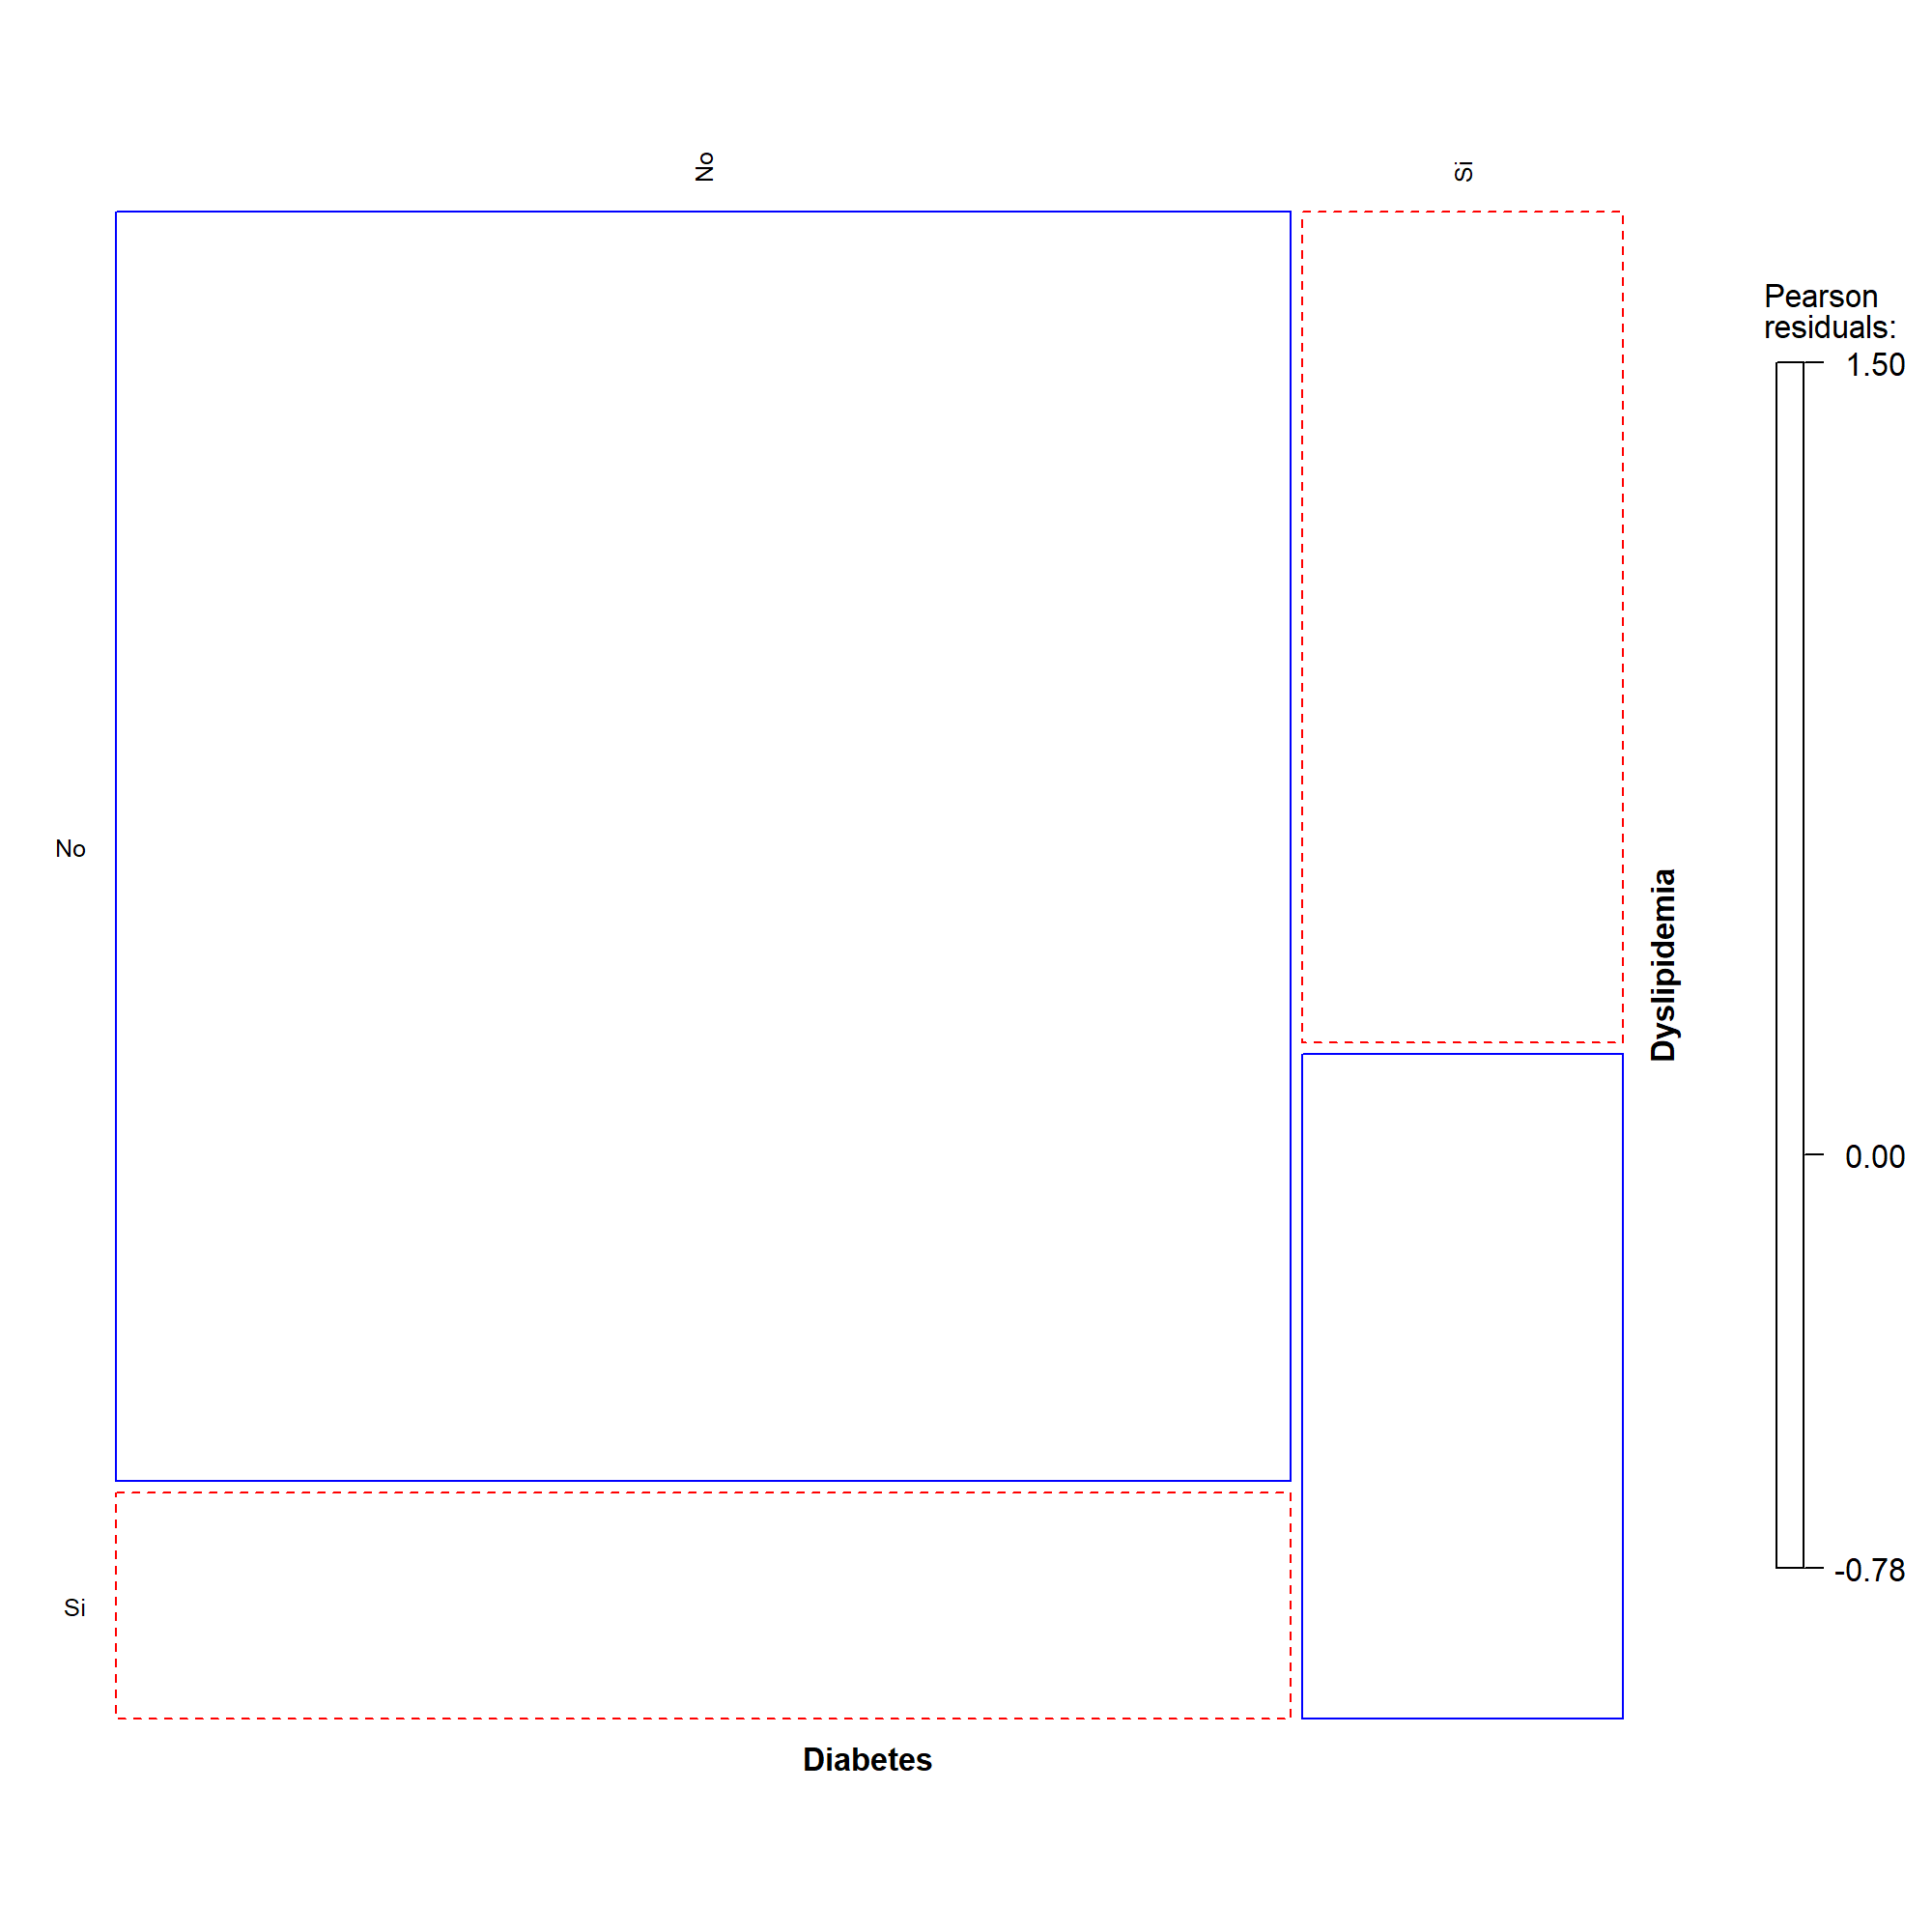 No
Si
No
Si
Diabetes
Dyslipidemia
Pearson
residuals:
1.50
0.00
-0.78